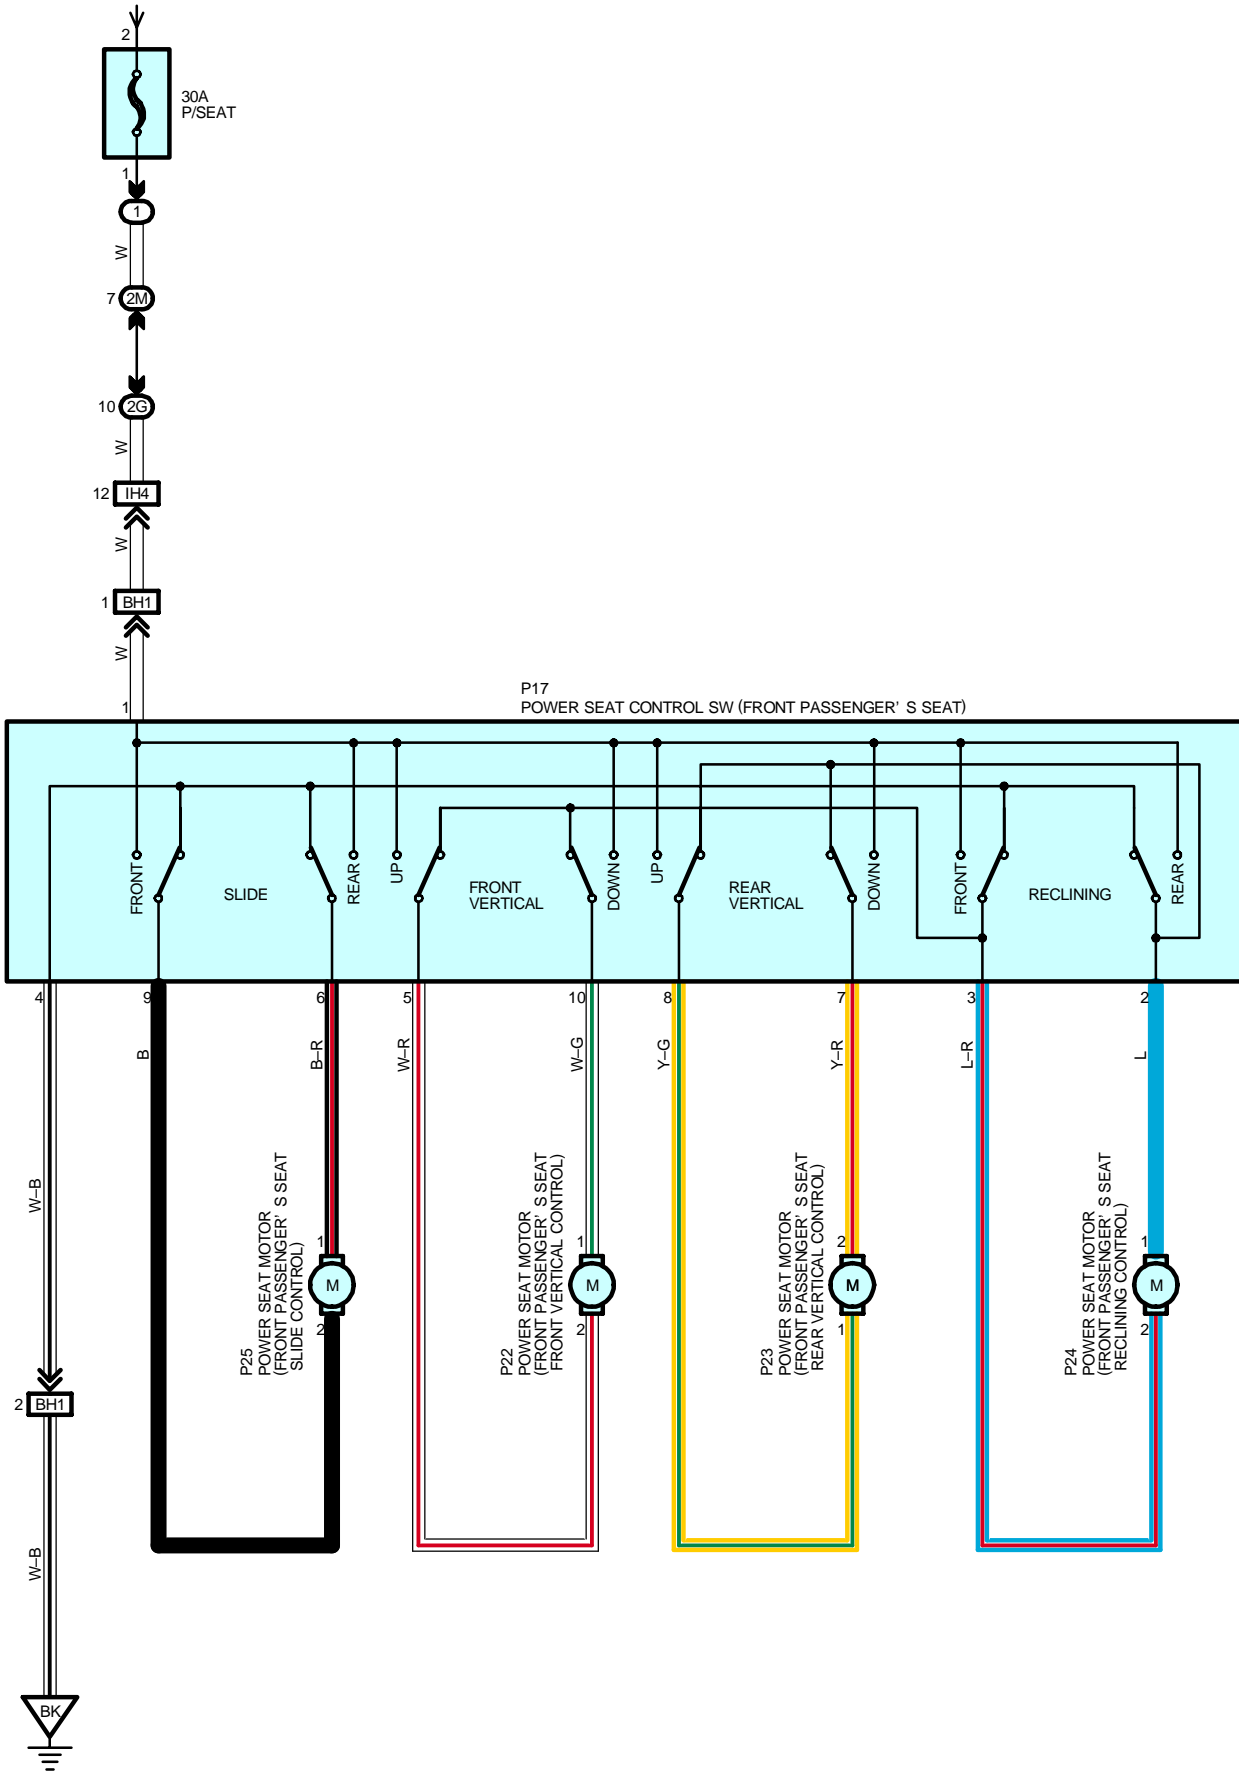 2
30A
P/SEAT
1
1
W
7 2M
10 2G
W
12 IH4
W
1 BH1
W
P17
POWER SEAT CONTROL SW (FRONT PASSENGER' S SEAT)
1
FRONT
SLIDE
REAR
UP
FRONT
VERTICAL
DOWN
UP
REAR
VERTICAL
DOWN
FRONT
RECLINING
REAR
4 9 6 5 10 8 7 3 2
B
B–R
W–R
W–G
Y–G
Y–R
L–R
L
W–B
1
M
2
P25
POWER SEAT MOTOR
(FRONT PASSENGER' S SEAT
SLIDE CONTROL)
1
M
2
P22
POWER SEAT MOTOR
(FRONT PASSENGER' S SEAT
FRONT VERTICAL CONTROL)
2
M
1
P23
POWER SEAT MOTOR
(FRONT PASSENGER' S SEAT
REAR VERTICAL CONTROL)
1
M
2
P24
POWER SEAT MOTOR
(FRONT PASSENGER' S SEAT
RECLINING CONTROL)
2 BH1
W–B
BK